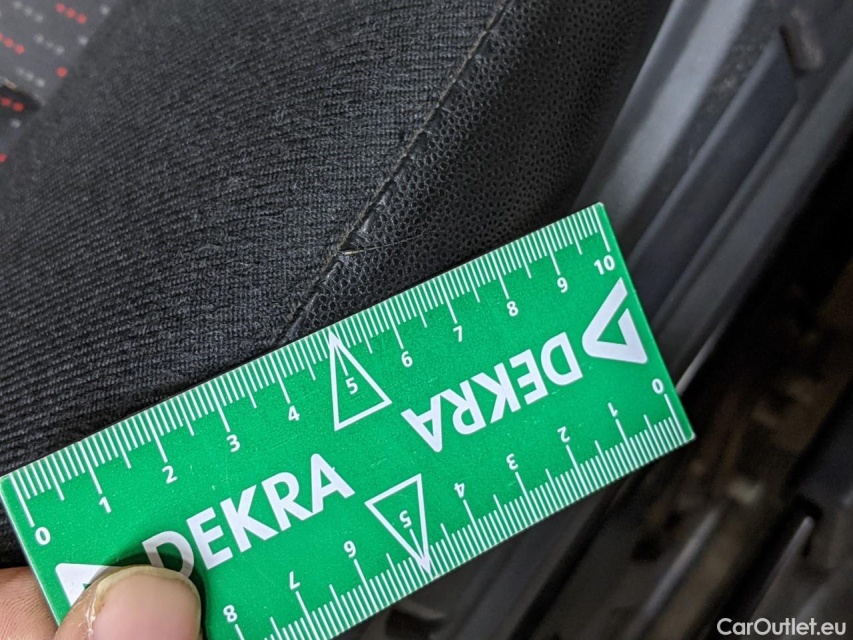 0 1 2 3 4 5 6 7 8 9 10
DEKRA
DEKRA
0 1 2 3 4 5 6 7 8
CarOutlet.eu